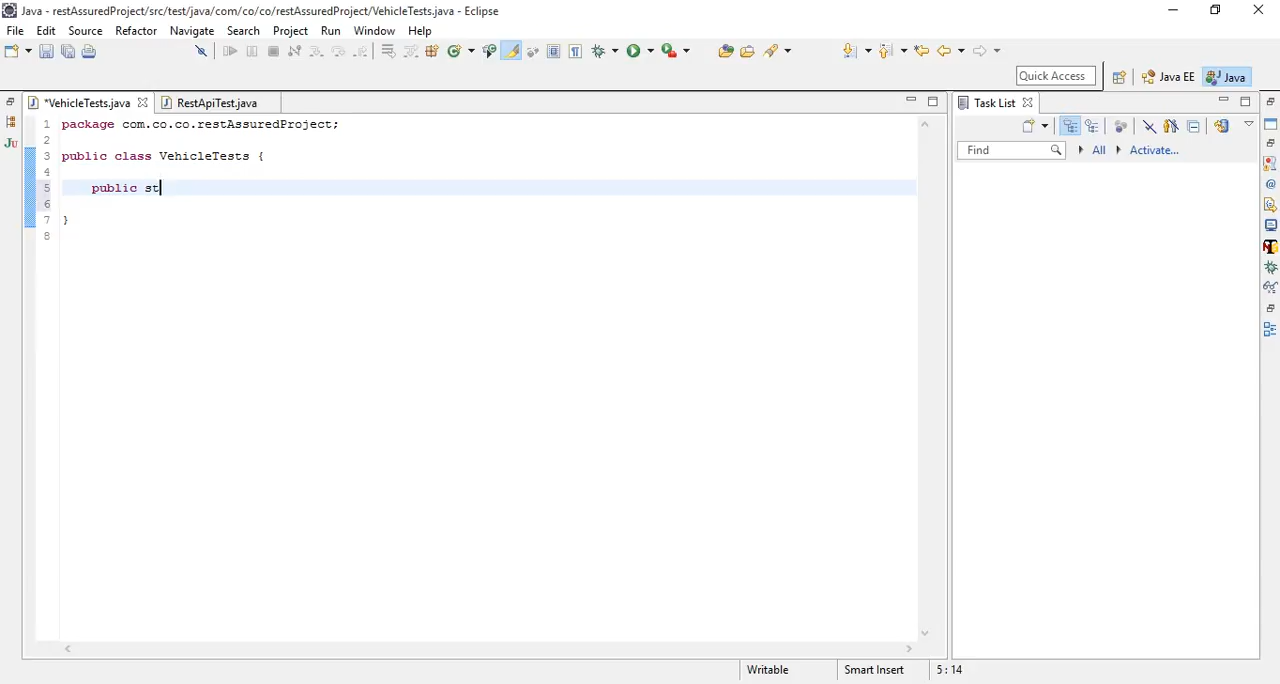 Java - restAssuredProject/src/test/java/com/co/co/restAssuredProject/VehicleTests.java - Eclipse
File Edit Source Refactor Navigate Search Project Run Window Help
Quick Access
Java EE
Java
*VehicleTests.java
RestApiTest.java
Task List
1 package com.co.co.restAssuredProject;
2
3 public class VehicleTests {
4
5 public st
6
7 }
8
Find
All
Activate...
Ju
Writable
Smart Insert
5 : 14